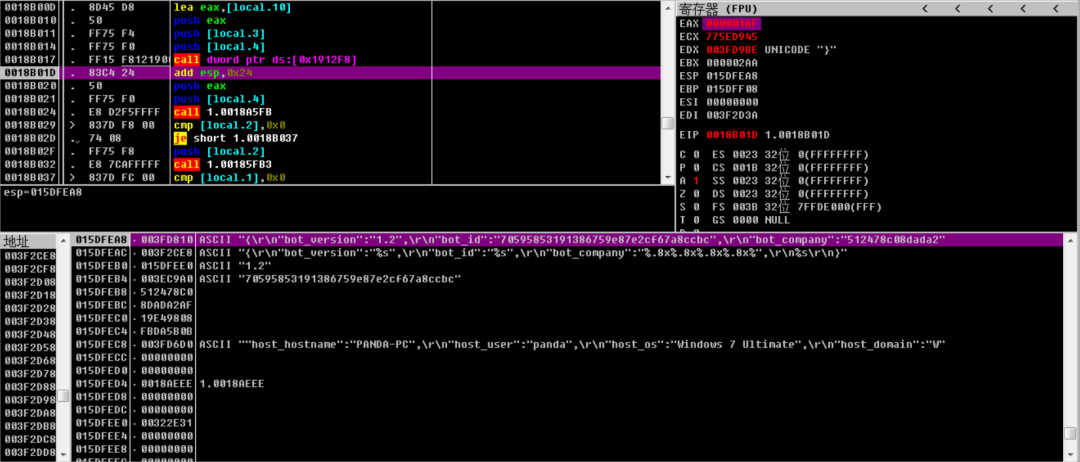 0018B00D . 8D45 D8 lea eax,[local.10]
0018B010 . 50 push eax
0018B011 . FF75 F4 push [local.3]
0018B014 . FF75 F0 push [local.4]
0018B017 . FF15 F8121900 call dword ptr ds:[0x1912F8]
0018B01D . 83C4 24 add esp,0x24
0018B020 . 50 push eax
0018B021 . FF75 F0 push [local.4]
0018B024 . E8 D2F5FFFF call 1.0018A5FB
0018B029 > 837D F8 00 cmp [local.2],0x0
0018B02D . 74 08 je short 1.0018B037
0018B02F . FF75 F8 push [local.2]
0018B032 . E8 7CAFFFFF call 1.00185FB3
0018B037 > 837D FC 00 cmp [local.1],0x0
esp=015DFEA8
寄存器 (FPU) < < < < <
EAX
ECX 775ED945
EDX 003FD9BE UNICODE "}"
EBX 000002AA
ESP 015DFEA8
EBP 015DFF08
ESI 00000000
EDI 003F2D3A
EIP 0018B01D 1.0018B01D
C 0 ES 0023 32位 0(FFFFFFFF)
P 0 CS 001B 32位 0(FFFFFFFF)
A 1 SS 0023 32位 0(FFFFFFFF)
Z 0 DS 0023 32位 0(FFFFFFFF)
S 0 FS 003B 32位 7FFDE000(FFF)
T 0 GS 0000 NULL
地址
003F2CE8
003F2CF8
003F2D08
003F2D18
003F2D28
003F2D38
003F2D48
003F2D58
003F2D68
003F2D78
003F2D88
003F2D98
003F2DA8
003F2DB8
003F2DC8
003F2DD8
015DFEA8 003FD810 ASCII "{\r\n"bot_version":"1.2",\r\n"bot_id":"70595853191386759e87e2cf67a8ccbc",\r\n"bot_company":"512478c08dada2"
015DFEAC 003F2CE8 ASCII "{\r\n"bot_version":"%s",\r\n"bot_id":"%s",\r\n"bot_company":"%.8x%.8x%.8x%.8x%",\r\n%s\r\n}"
015DFEB0 015DFEE0 ASCII "1.2"
015DFEB4 003EC9A0 ASCII "70595853191386759e87e2cf67a8ccbc"
015DFEB8 512478C0
015DFEBC 8DADA2AF
015DFEC0 19E49808
015DFEC4 FBDA5B0B
015DFEC8 003FD6D0 ASCII ""host_hostname":"PANDA-PC",\r\n"host_user":"panda",\r\n"host_os":"Windows 7 Ultimate",\r\n"host_domain":"W"
015DFECC 00000000
015DFED0 00000000
015DFED4 0018AEEE 1.0018AEEE
015DFED8 00000000
015DFEDC 00000000
015DFEE0 00322E31
015DFEE4 00000000
015DFEE8 00000000